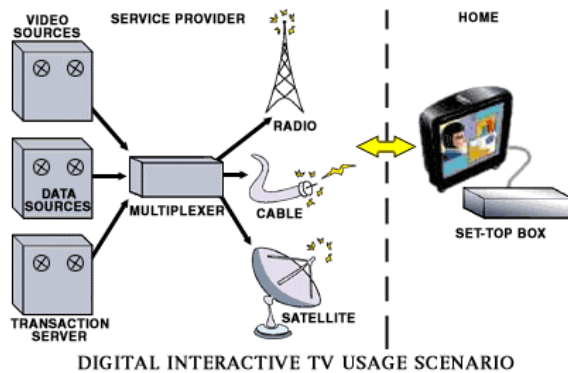 VIDEO
SOURCES
SERVICE PROVIDER
HOME
RADIO
DATA
SOURCES
MULTIPLEXER
CABLE
SET-TOP BOX
TRANSACTION
SERVER
SATELLITE
DIGITAL INTERACTIVE TV USAGE SCENARIO